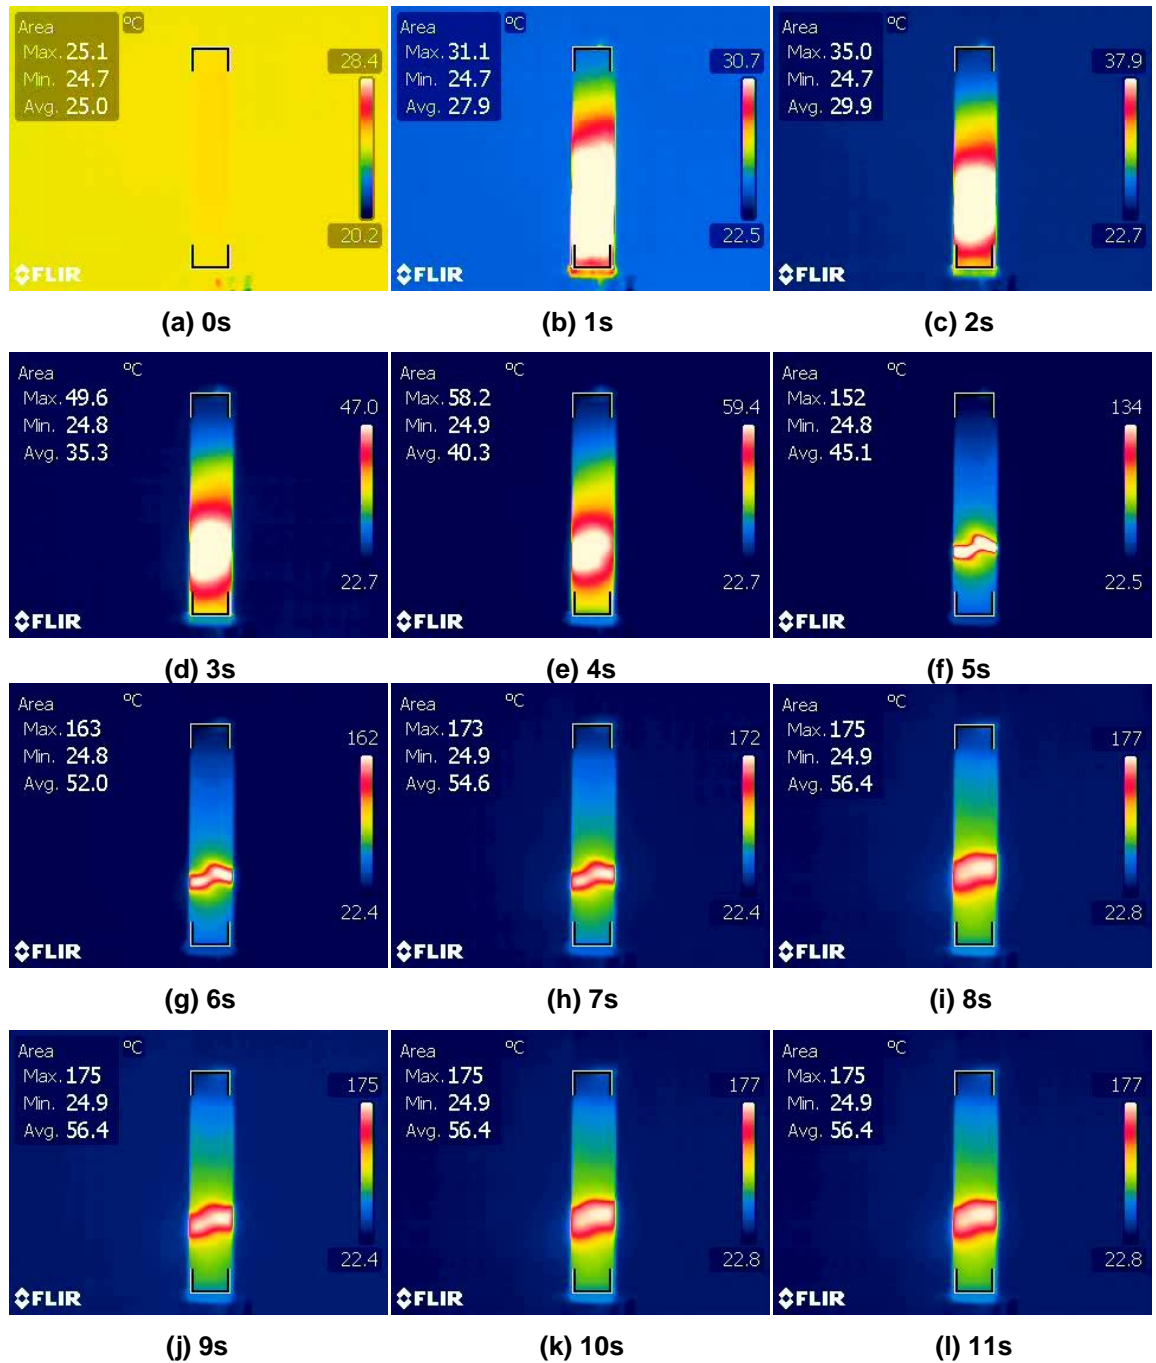 Area °C
Max. 25.1
Min. 24.7
Avg. 25.0
28.4
20.2
FLIR
Area °C
Max. 31.1
Min. 24.7
Avg. 27.9
30.7
22.5
FLIR
Area °C
Max. 35.0
Min. 24.7
Avg. 29.9
37.9
22.7
FLIR
(a) 0s
(b) 1s
(c) 2s
Area °C
Max. 49.6
Min. 24.8
Avg. 35.3
47.0
22.7
FLIR
Area °C
Max. 58.2
Min. 24.9
Avg. 40.3
59.4
22.7
FLIR
Area °C
Max. 152
Min. 24.8
Avg. 45.1
134
22.5
FLIR
(d) 3s
(e) 4s
(f) 5s
Area °C
Max. 163
Min. 24.8
Avg. 52.0
162
22.4
FLIR
Area °C
Max. 173
Min. 24.9
Avg. 54.6
172
22.4
FLIR
Area °C
Max. 175
Min. 24.9
Avg. 56.4
177
22.8
FLIR
(g) 6s
(h) 7s
(i) 8s
Area °C
Max. 175
Min. 24.9
Avg. 56.4
175
22.4
FLIR
Area °C
Max. 175
Min. 24.9
Avg. 56.4
177
22.8
FLIR
Area °C
Max. 175
Min. 24.9
Avg. 56.4
177
22.8
FLIR
(j) 9s
(k) 10s
(l) 11s